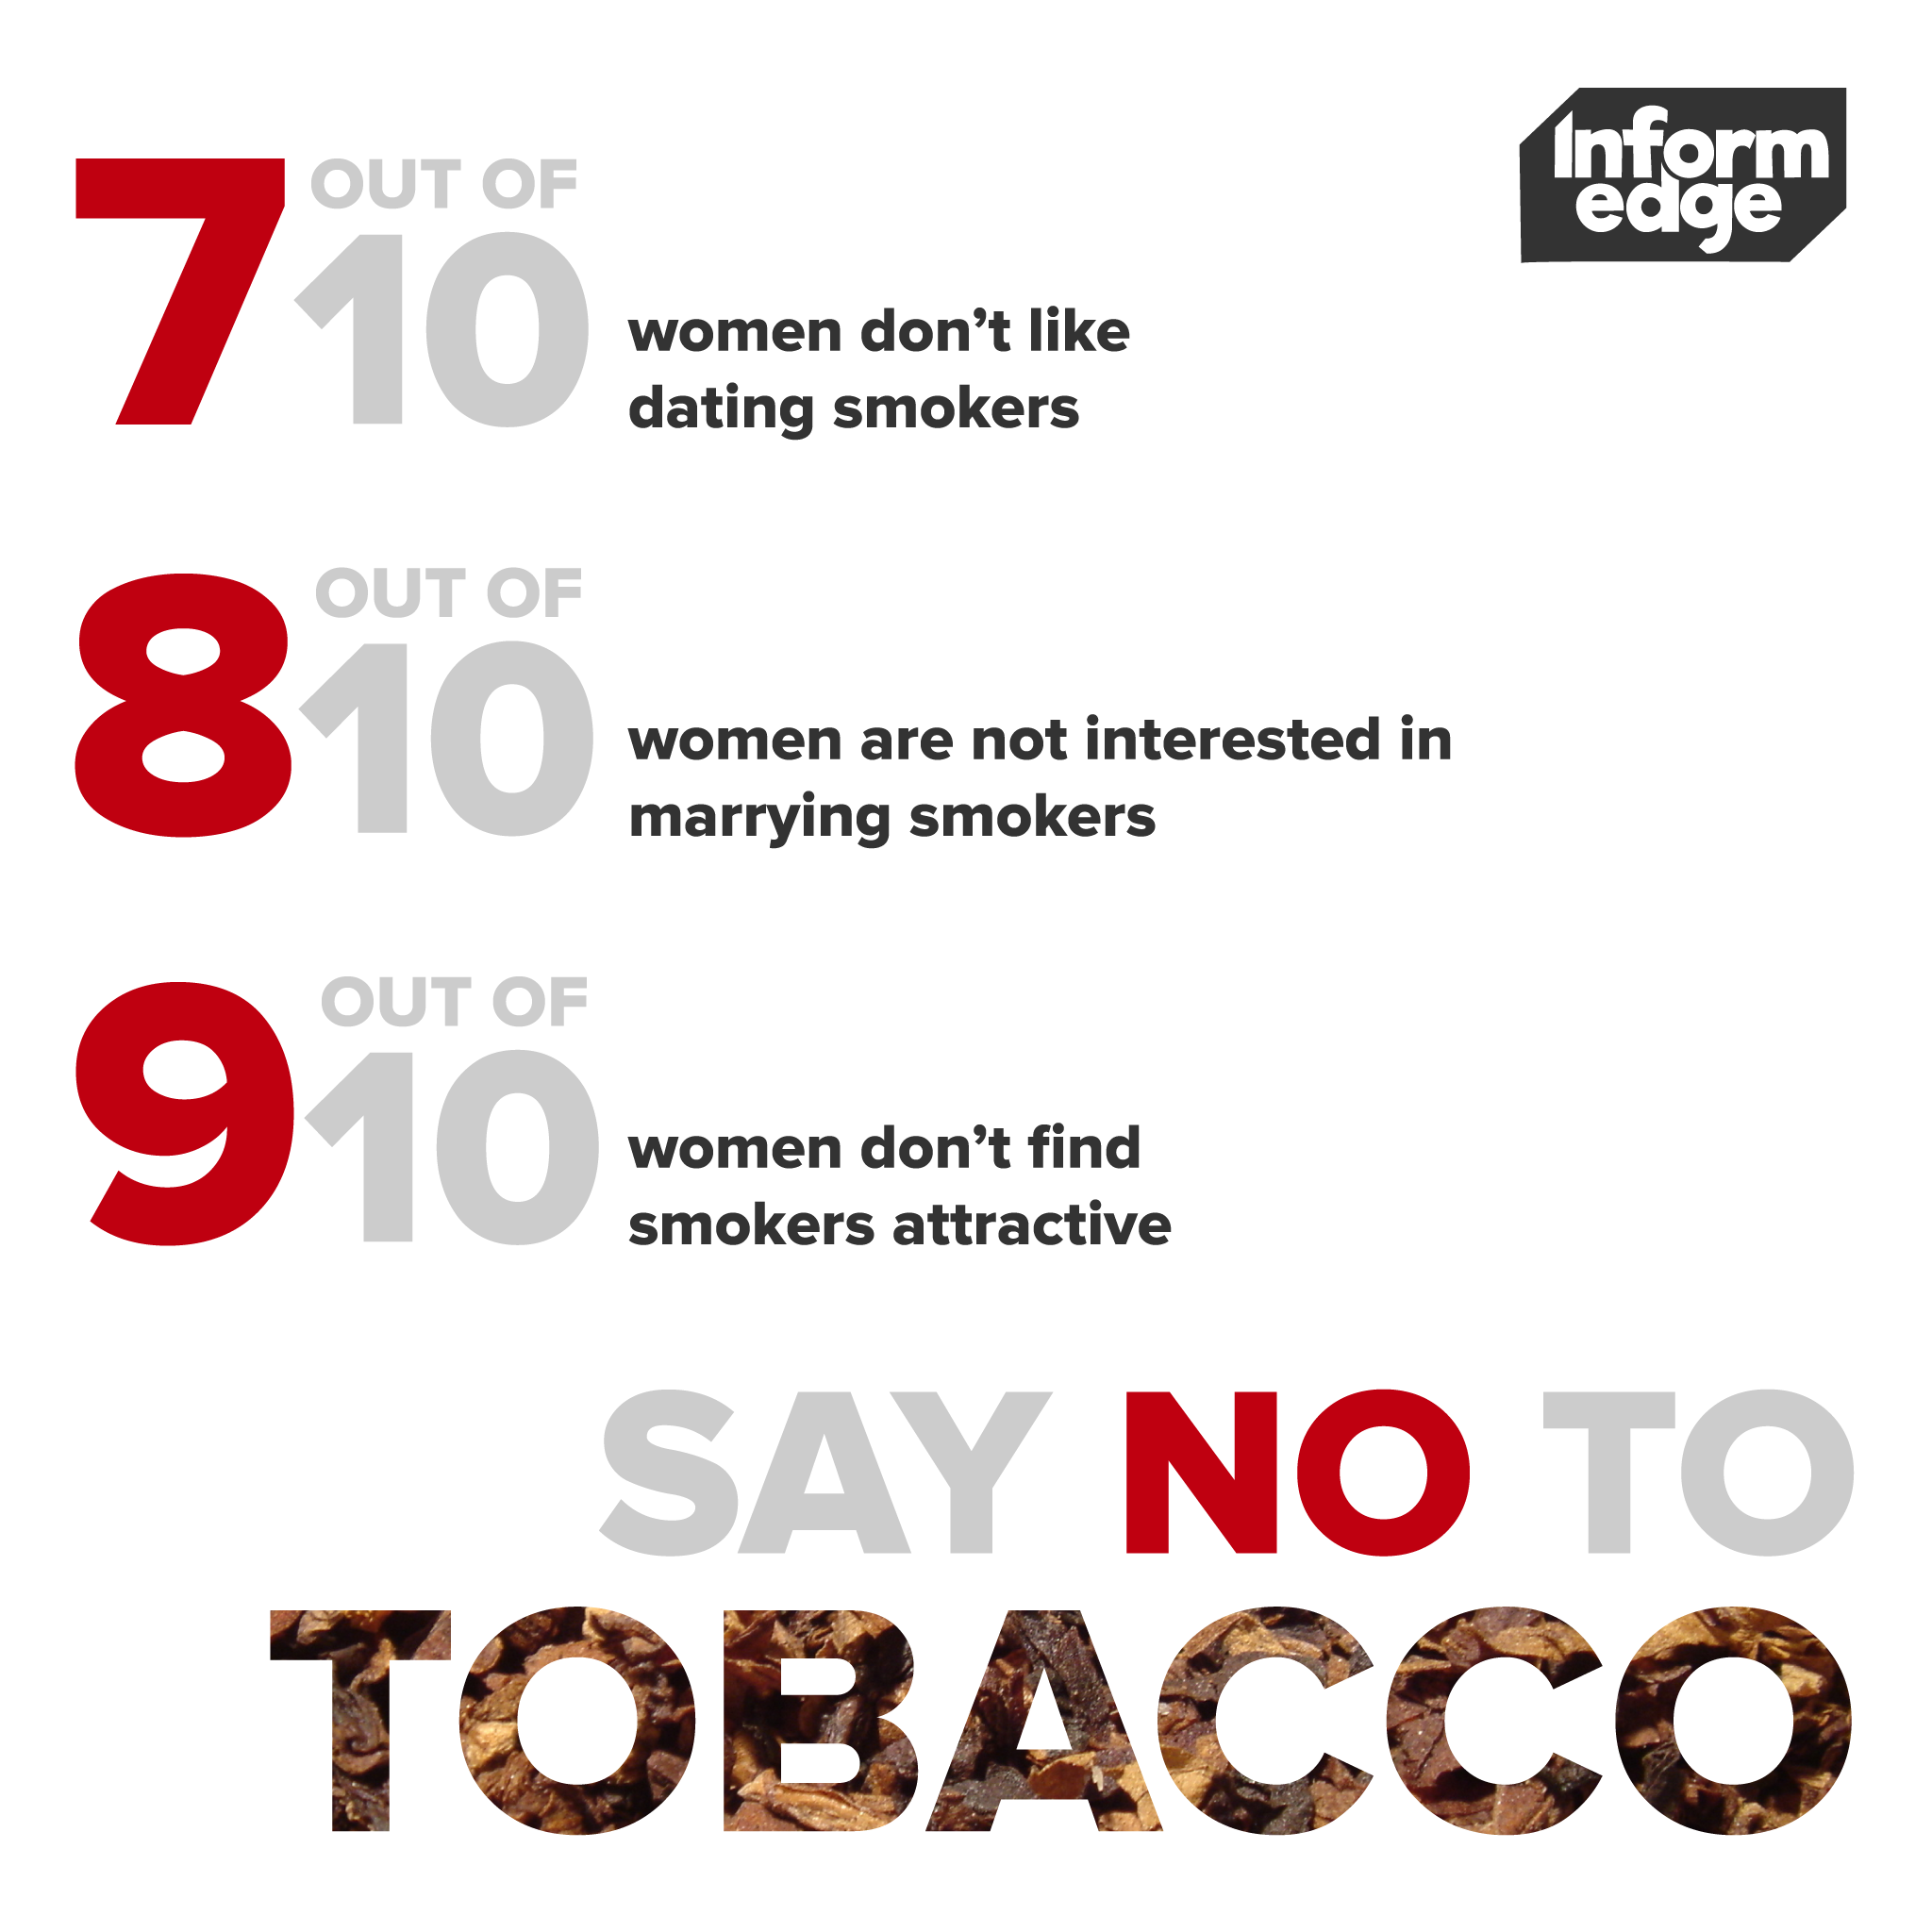 Inform
edge
7 OUT OF 10
women don't like
dating smokers
8 OUT OF 10
women are not interested in
marrying smokers
9 OUT OF 10
women don't find
smokers attractive
SAY NO TO
TOBACCO